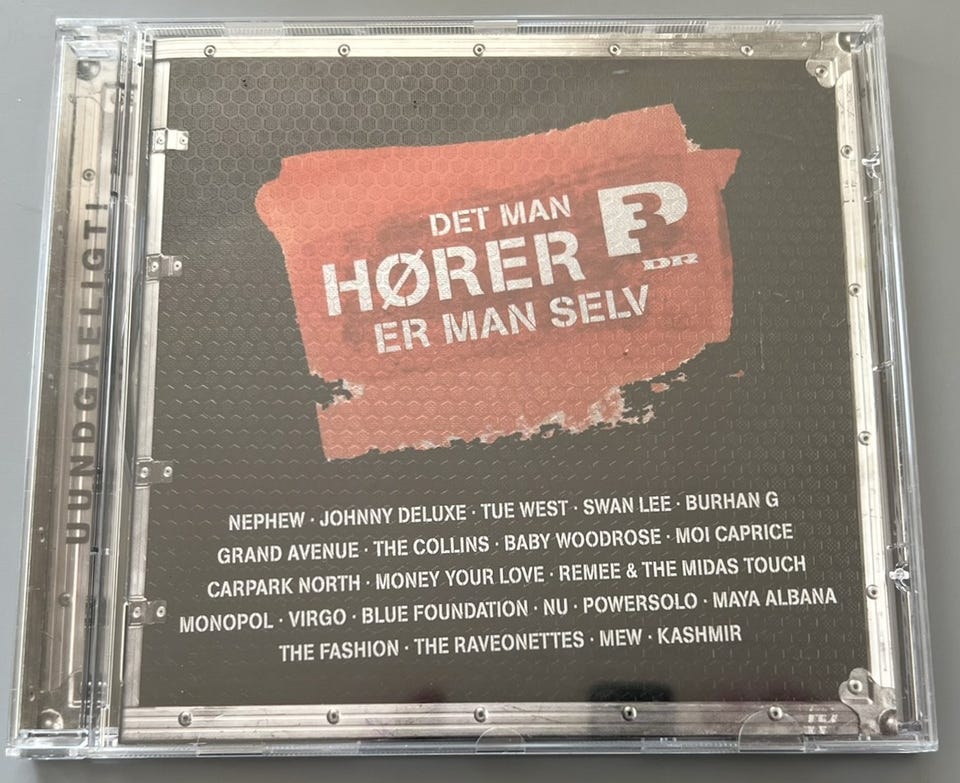 UUUNDGÅELIGT!
DET MAN
HØRER
ER MAN SELV
P3
DR
NEPHEW · JOHNNY DELUXE · TUE WEST · SWAN LEE · BURHAN G
GRAND AVENUE · THE COLLINS · BABY WOODROSE · MOI CAPRICE
CARPARK NORTH · MONEY YOUR LOVE · REMEE & THE MIDAS TOUCH
MONOPOL · VIRGO · BLUE FOUNDATION · NU · POWERSOLO · MAYA ALBANA
THE FASHION · THE RAVEONETTES · MEW · KASHMIR